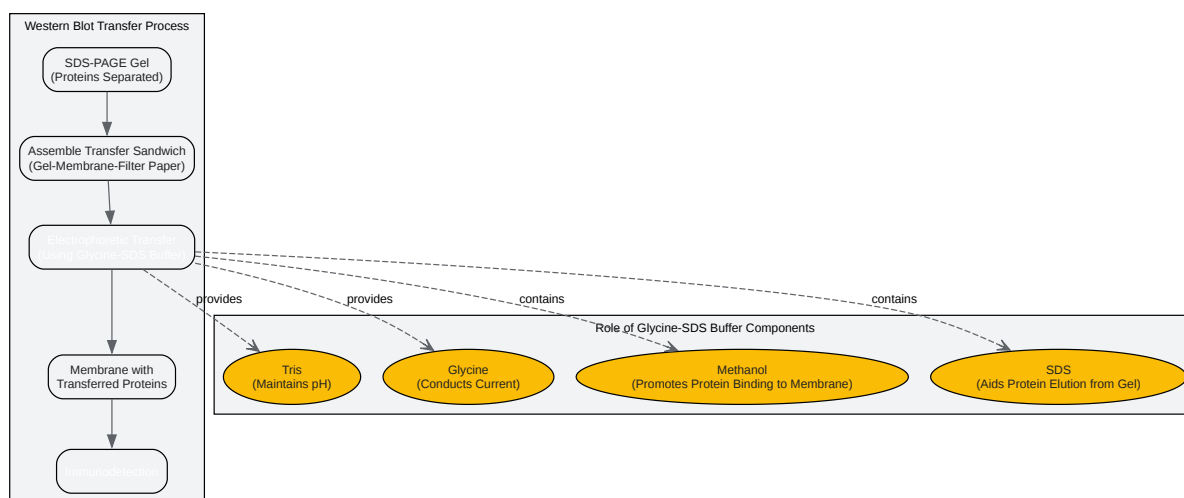 Western Blot Transfer Process
SDS-PAGE Gel
(Proteins Separated)
Assemble Transfer Sandwich
(Gel-Membrane-Filter Paper)
Electrophoretic Transfer
(Using Glycine-SDS Buffer)
provides
provides
contains
contains
Role of Glycine-SDS Buffer Components
Tris
(Maintains pH)
Glycine
(Conducts Current)
Methanol
(Promotes Protein Binding to Membrane)
SDS
(Aids Protein Elution from Gel)
Membrane with
Transferred Proteins
Immunodetection